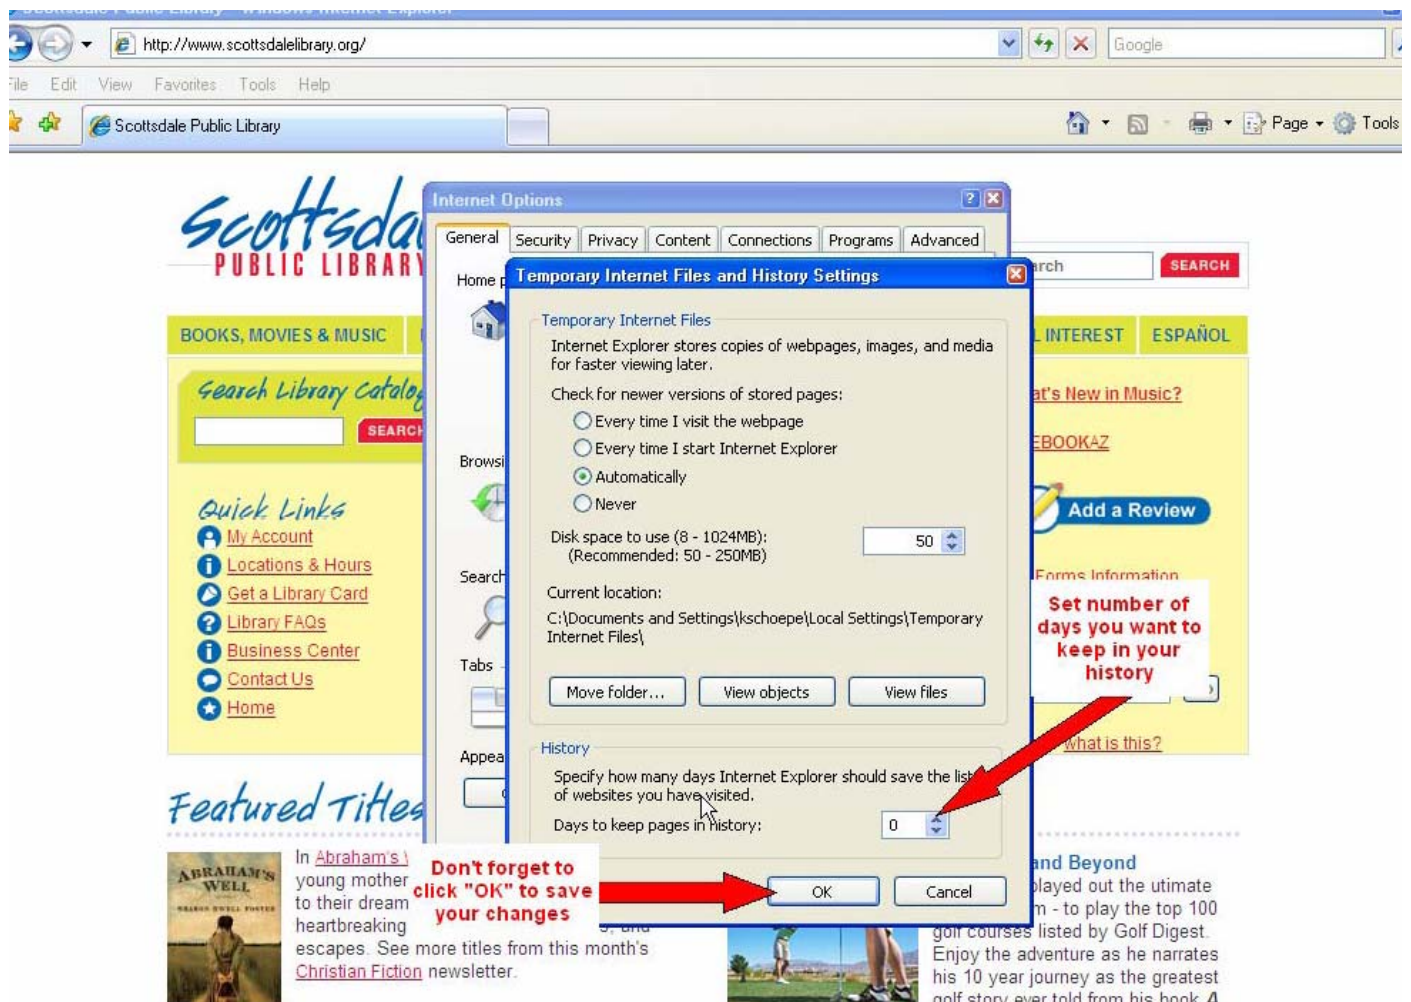 http://www.scottsdalelibrary.org/
Google
File Edit View Favorites Tools Help
Scottsdale Public Library
Page Tools
Internet Options
General Security Privacy Content Connections Programs Advanced
PUBLIC LIBRARY
SEARCH
Temporary Internet Files and History Settings
BOOKS, MOVIES & MUSIC
INTEREST ESPAÑOL
Temporary Internet Files
Internet Explorer stores copies of webpages, images, and media
for faster viewing later.
Check for newer versions of stored pages:
Every time I visit the webpage
Every time I start Internet Explorer
Automatically
Never
Disk space to use (8 - 1024MB):
50
(Recommended: 50 - 250MB)
Current location:
C:\Documents and Settings\kschoepe\Local Settings\Temporary
Internet Files\
Move folder... View objects View files
History
Specify how many days Internet Explorer should save the list
of websites you have visited.
Days to keep pages in history: 0
OK Cancel
Home
Search Library
SEARCH
Quick Links
My Account
Locations & Hours
Get a Library Card
Library FAQs
Business Center
Contact Us
Home
Search
Tabs
What's New in Music?
EBOOKAZ
Add a Review
Forms Information
Set number of
days you want to
keep in your
history
what is this?
Don't forget to
click "OK" to save
your changes
Featured Titles
ABRAHAM'S
WELL
SHARON EWELL FOSTER
In Abraham's
young mother
to their dream
heartbreaking
escapes. See more titles from this month's
Christian Fiction newsletter.
and Beyond
played out the utimate
- to play the top 100
golf courses listed by Golf Digest.
Enjoy the adventure as he narrates
his 10 year journey as the greatest
golf story ever told from his book A